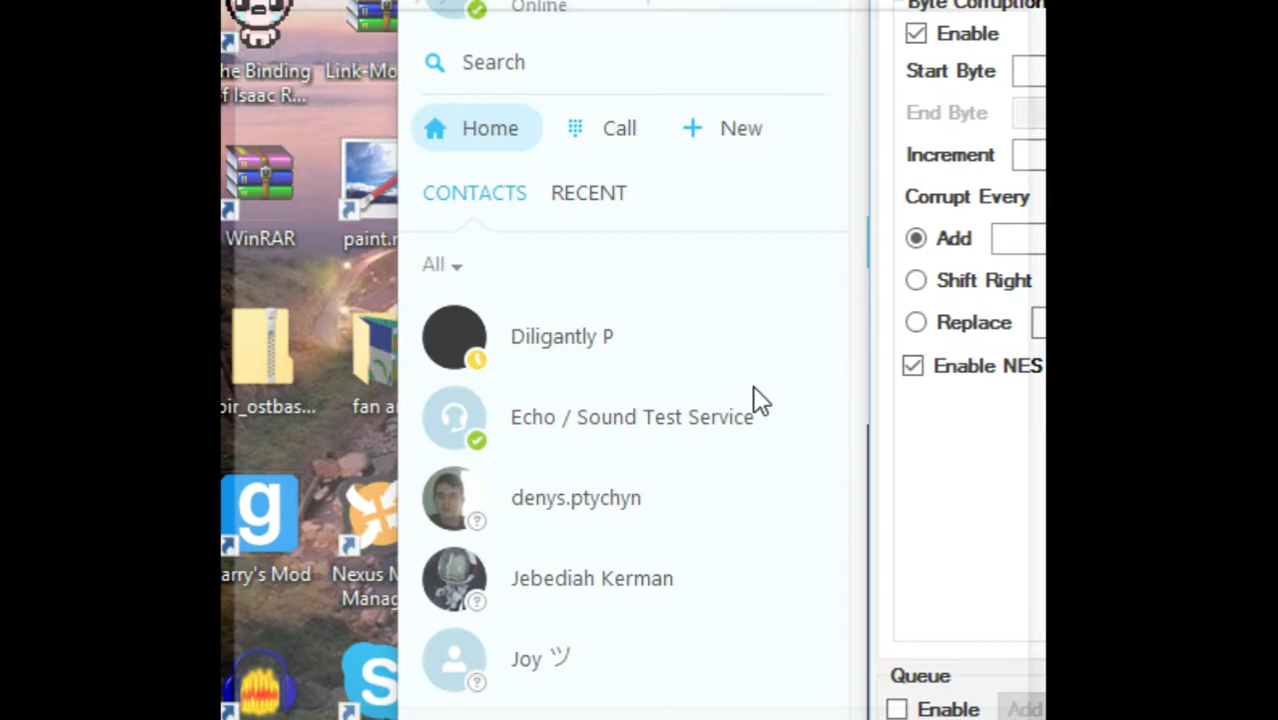 Online
Search
Home
Call
New
CONTACTS
RECENT
All
Diligantly P
Echo / Sound Test Service
denys.ptychyn
Jebediah Kerman
Joy ツ
he Binding
f Isaac R...
Link-Mo
WinRAR
paint.n
oir_ostbas...
fan ar
arry's Mod
Nexus M
Manag
Byte Corruption
Enable
Start Byte
End Byte
Increment
Corrupt Every
Add
Shift Right
Replace
Enable NES
Queue
Enable
Add